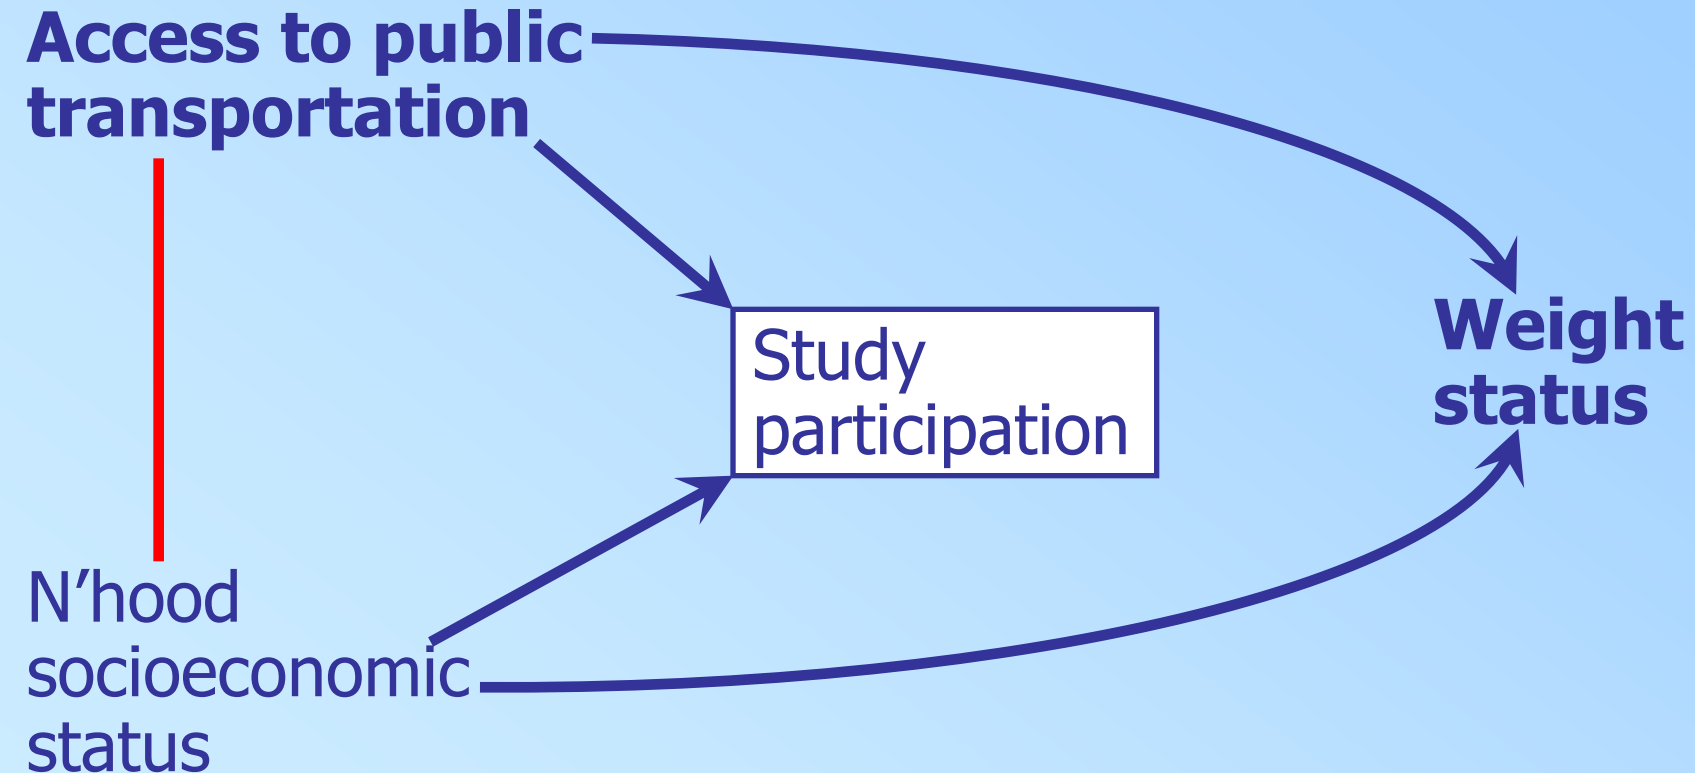 Access to public
transportation
Study
participation
Weight
status
N’hood
socioeconomic
status